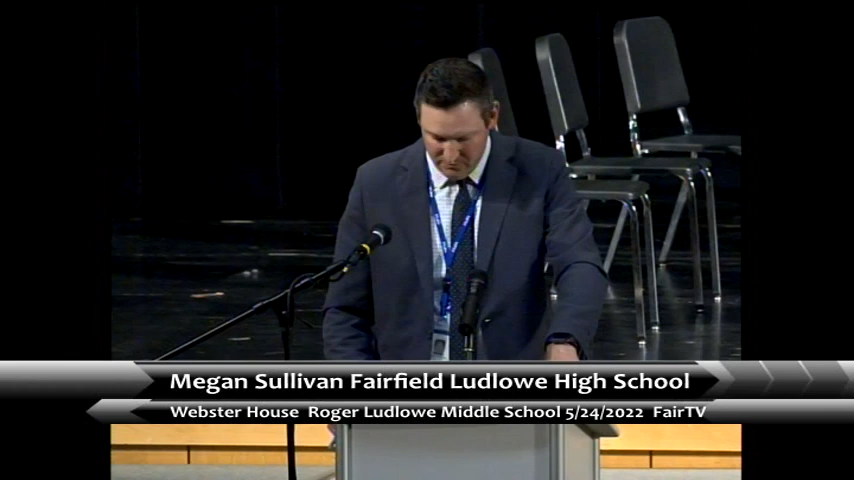 Megan Sullivan Fairfield Ludlowe High School
Webster House  Roger Ludlowe Middle School 5/24/2022  FairTV